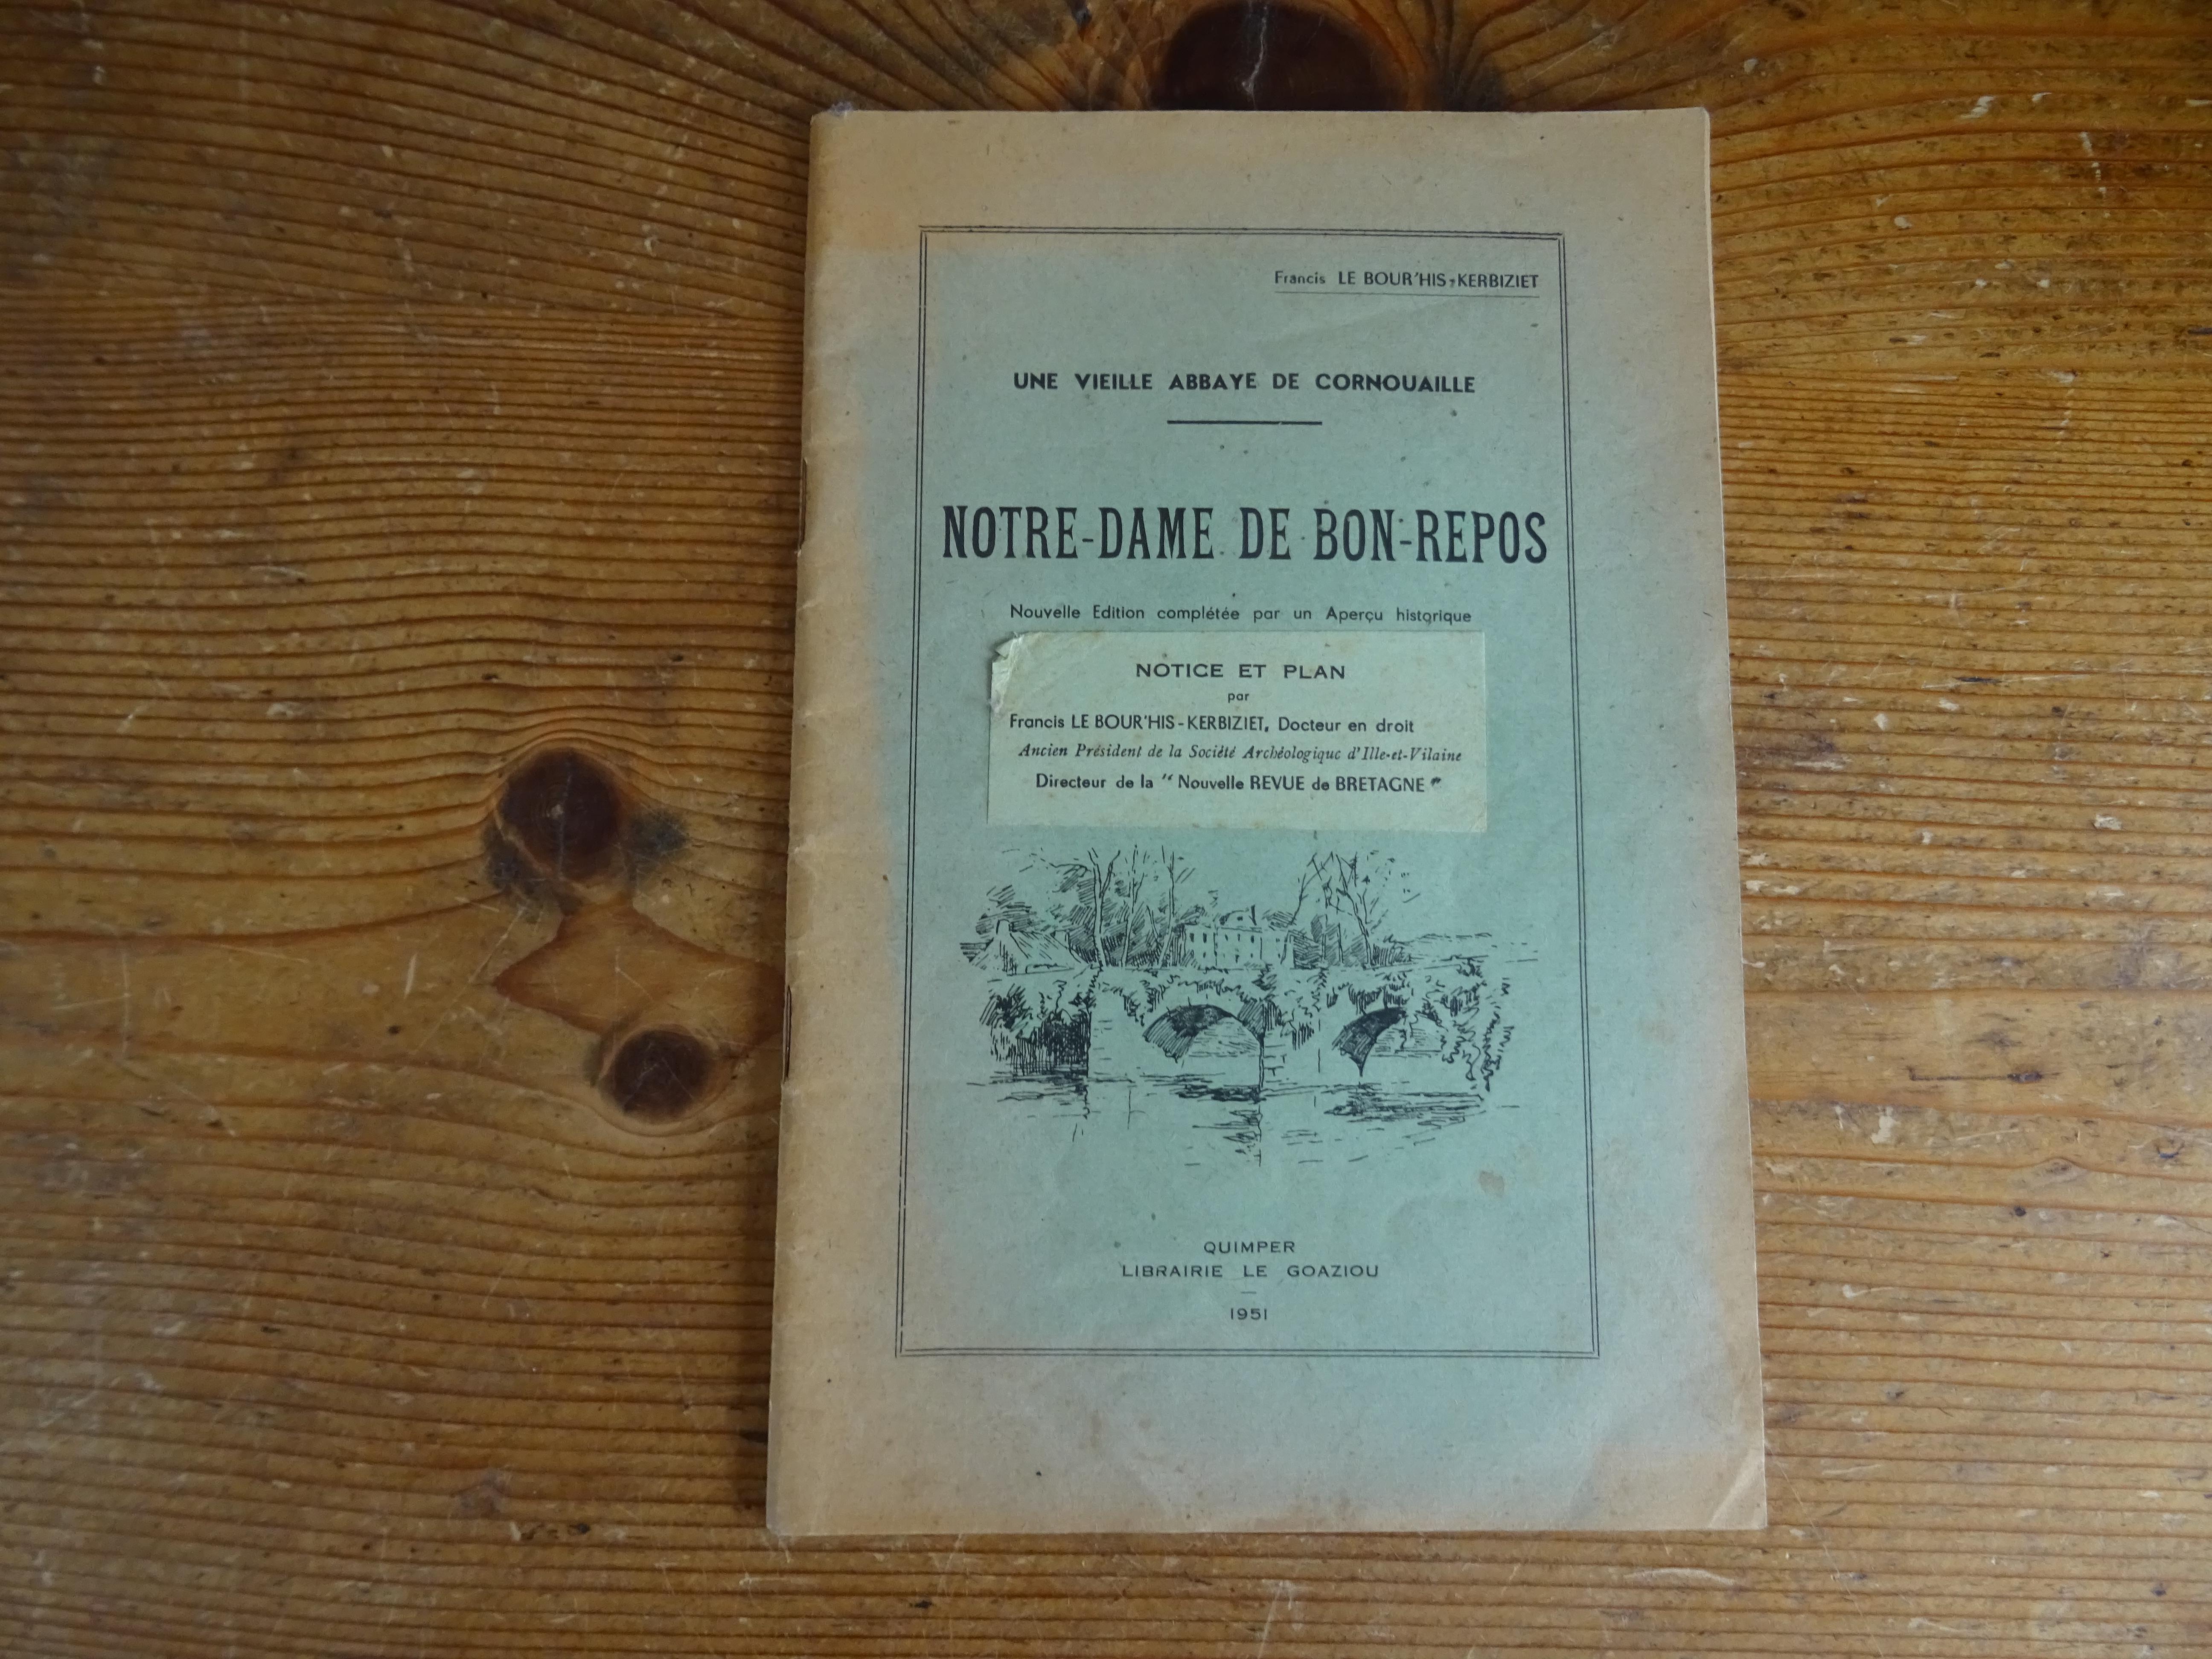 Francis LE BOUR'HIS-KERBIZIET
UNE VIEILLE ABBAYE DE CORNOUAILLE
NOTRE-DAME DE BON-REPOS
Nouvelle Edition complétée par un Aperçu historique
NOTICE ET PLAN
par
Francis LE BOUR'HIS-KERBIZIET, Docteur en droit
Ancien Président de la Société Archéologique d'Ille-et-Vilaine
Directeur de la "Nouvelle REVUE de BRETAGNE"
QUIMPER
LIBRAIRIE LE GOAZIOU
1951